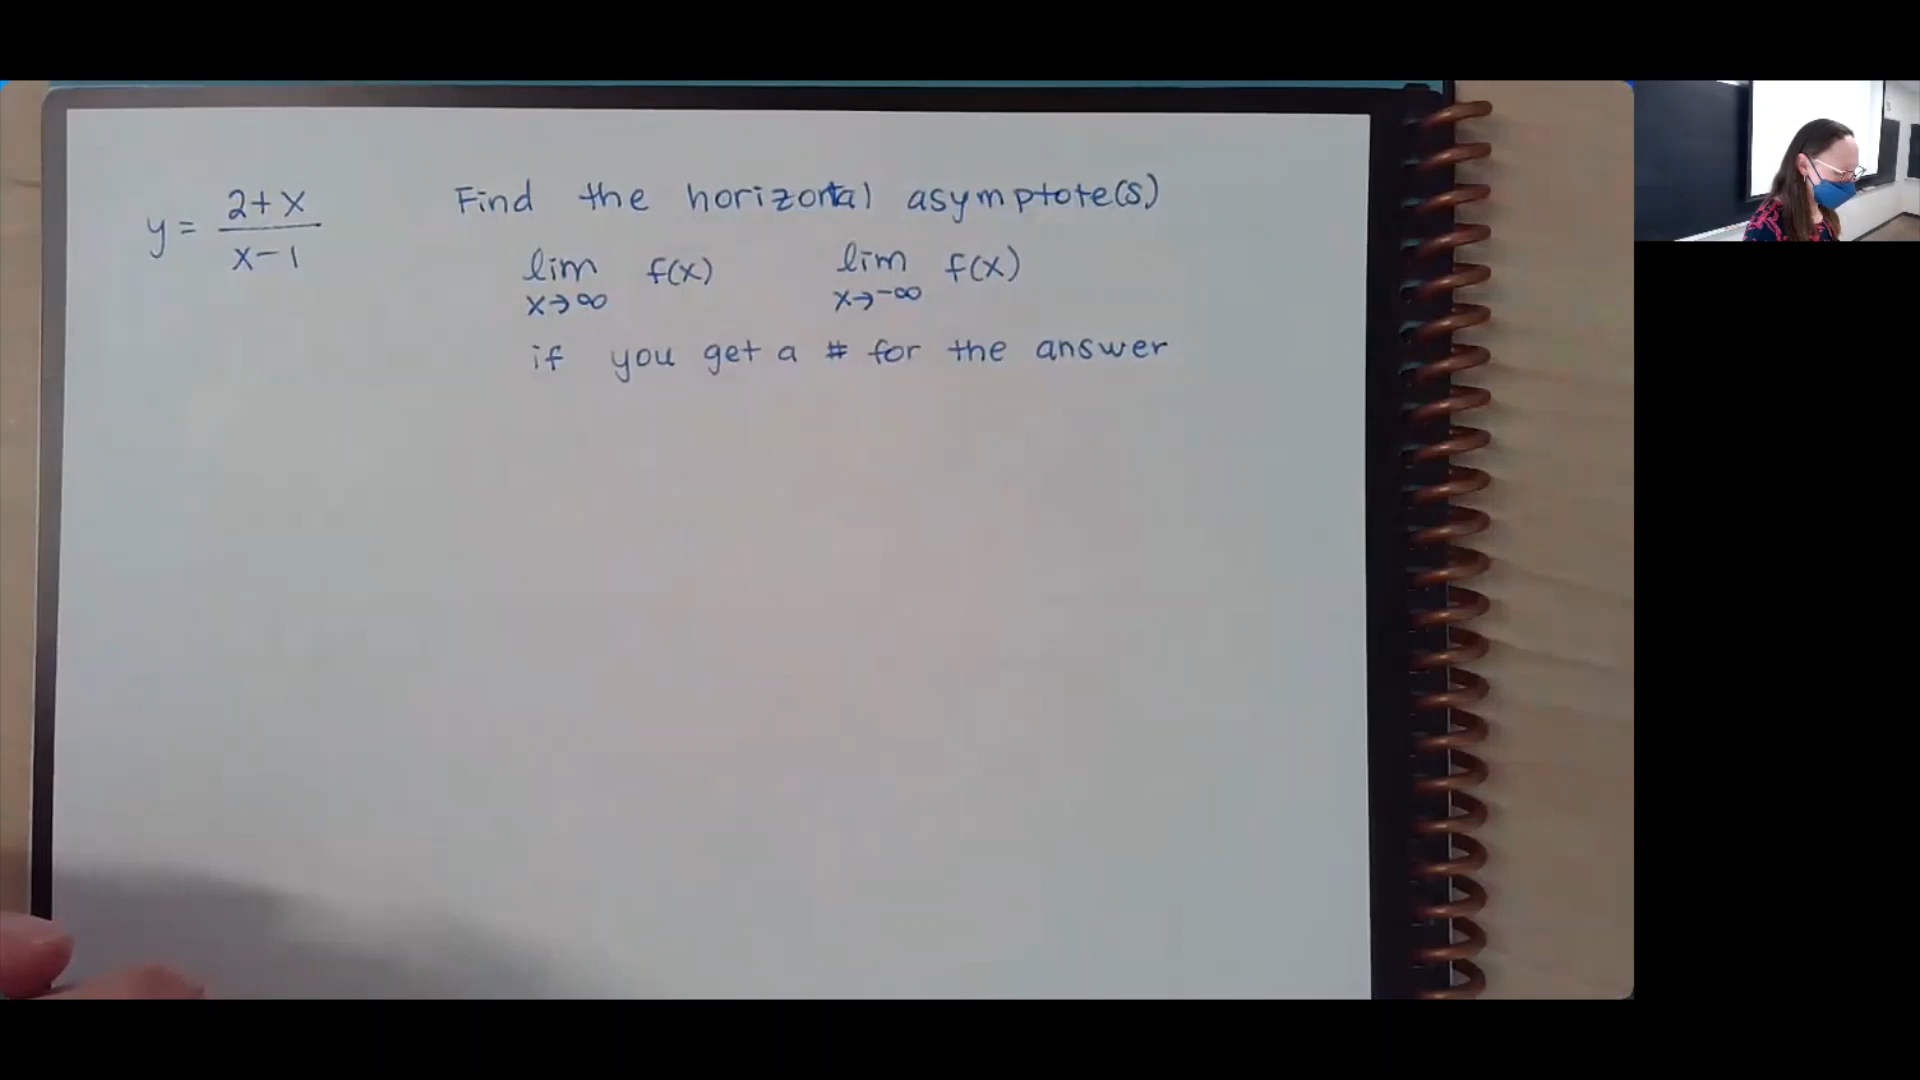 y = 2+x / x-1
Find the horizontal asymptote(s)
lim x→∞ f(x) lim x→-∞ f(x)
if you get a # for the answer